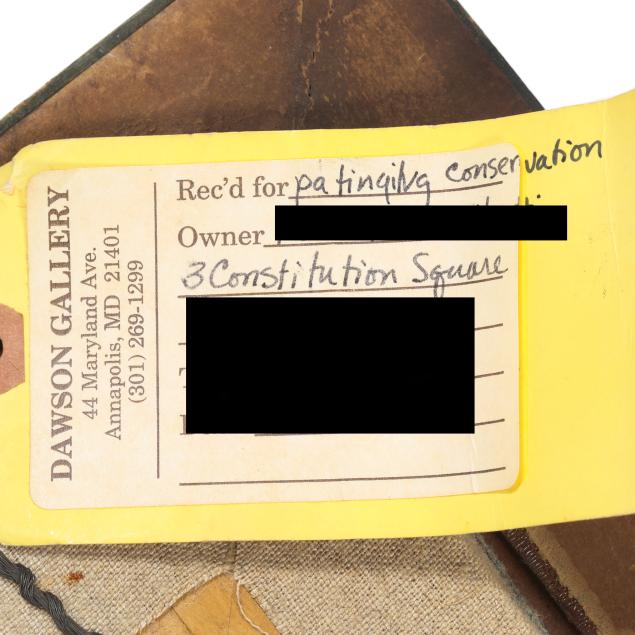 DAWSON GALLERY
44 Maryland Ave.
Annapolis, MD 21401
(301) 269-1299
Rec'd for conservation
Owner
3 Constitution Square